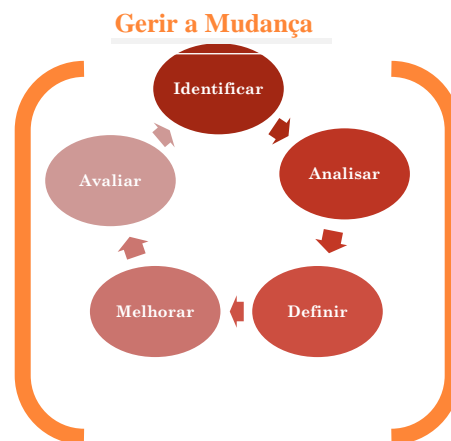 Gerir a Mudança
Identificar
Analisar
Definir
Melhorar
Avaliar